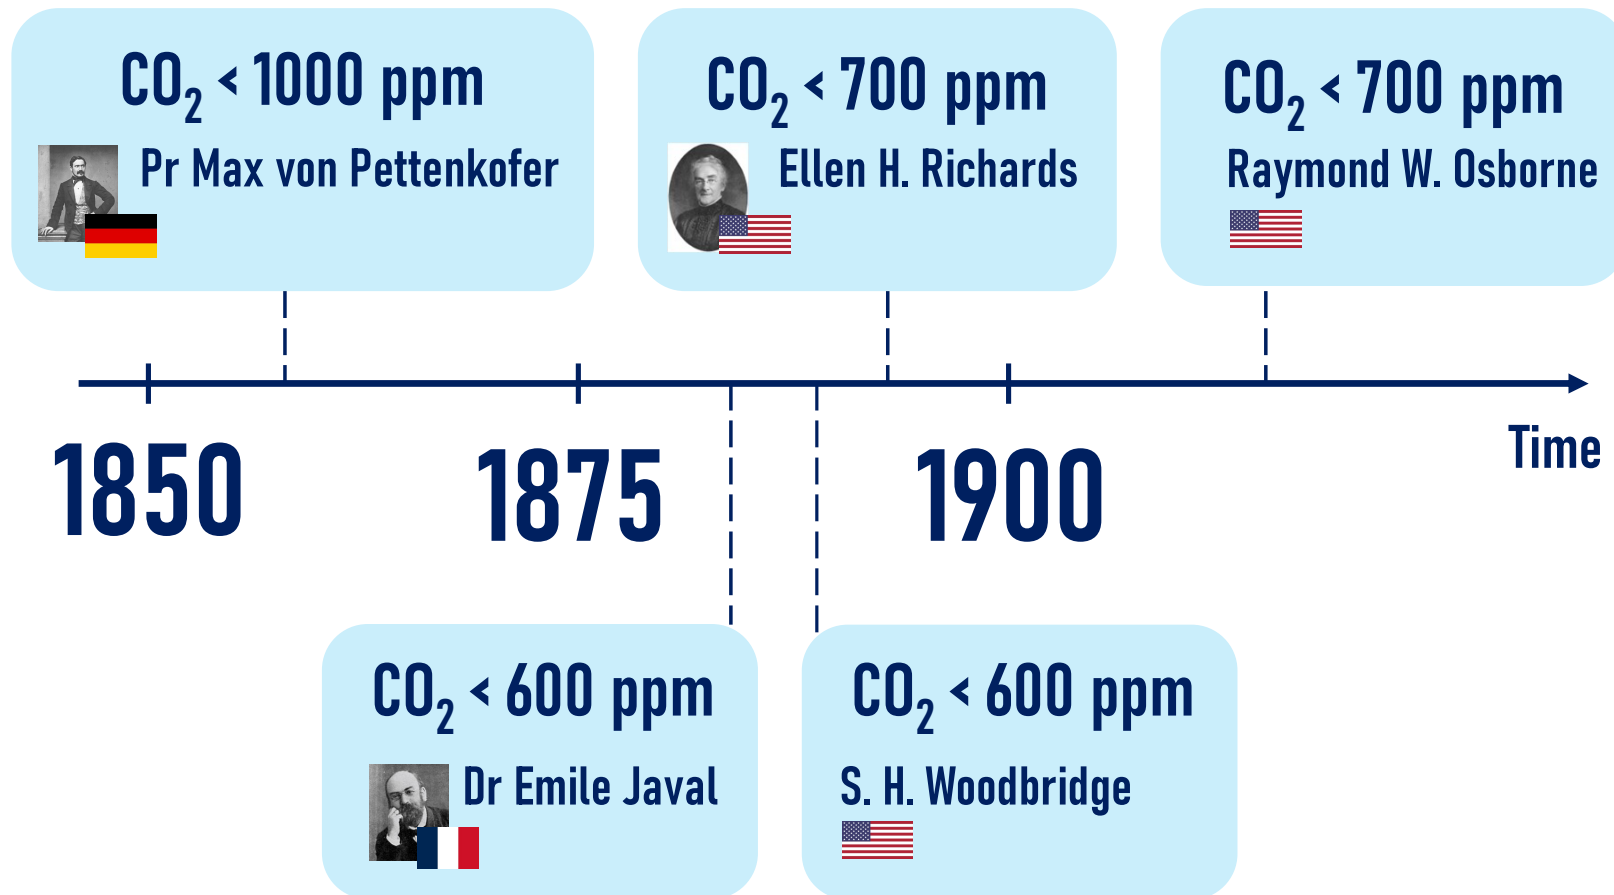 CO₂ < 1000 ppm
Pr Max von Pettenkofer
CO₂ < 700 ppm
Ellen H. Richards
CO₂ < 700 ppm
Raymond W. Osborne
1850
1875
1900
Time
CO₂ < 600 ppm
Dr Emile Javal
CO₂ < 600 ppm
S. H. Woodbridge